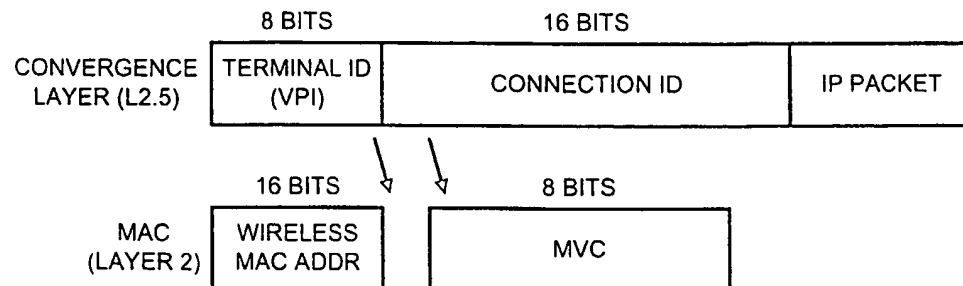 8 BITS 16 BITS
CONVERGENCE LAYER (L2.5)
TERMINAL ID (VPI)
CONNECTION ID
IP PACKET
16 BITS 8 BITS
MAC (LAYER 2)
WIRELESS MAC ADDR
MVC